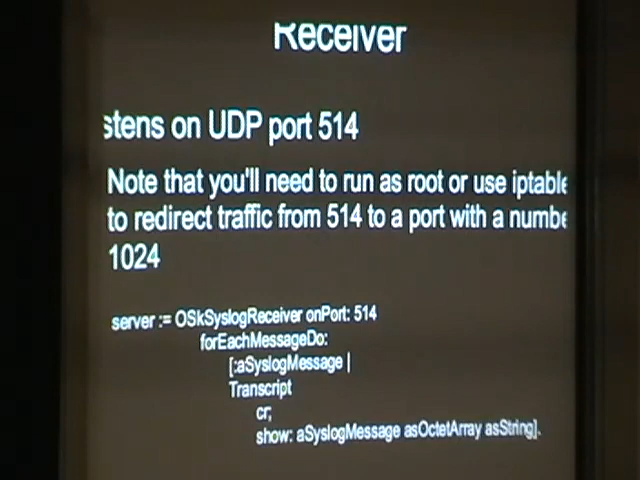 Receiver
stens on UDP port 514
Note that you'll need to run as root or use iptable
to redirect traffic from 514 to a port with a numbe
1024
server := OSkSyslogReceiver onPort: 514
forEachMessageDo:
[:aSyslogMessage |
Transcript
cr;
show: aSyslogMessage asOctetArray asString].